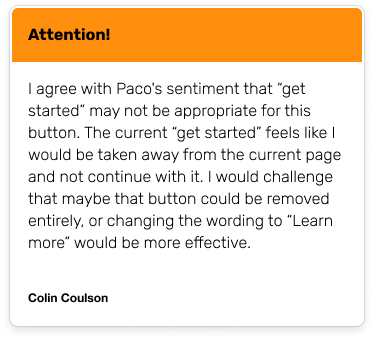 Attention!
I agree with Paco's sentiment that “get
started” may not be appropriate for this
button. The current “get started” feels like I
would be taken away from the current page
and not continue with it. I would challenge
that maybe that button could be removed
entirely, or changing the wording to “Learn
more” would be more effective.
Colin Coulson